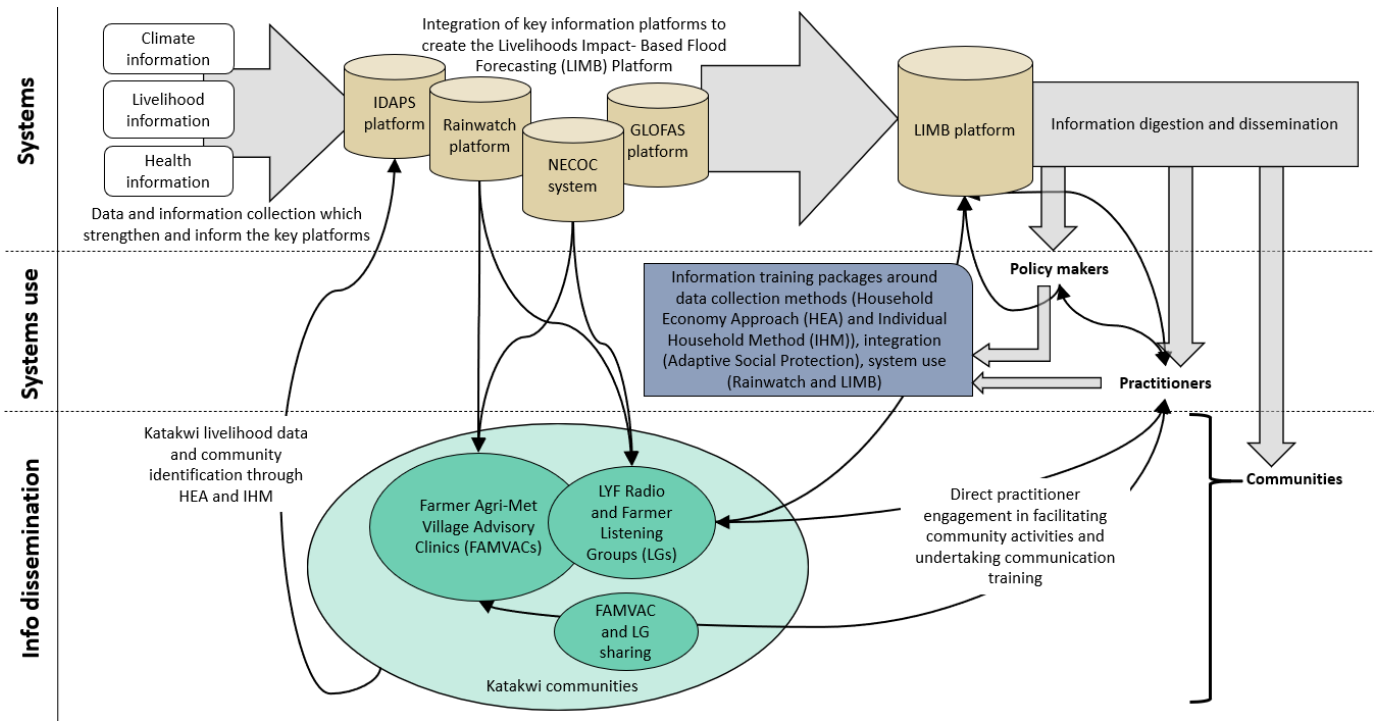 Systems
Climate
information
Livelihood
information
Health
information
Data and information collection which
strengthen and inform the key platforms
Integration of key information platforms to
create the Livelihoods Impact- Based Flood
Forecasting (LIMB) Platform
IDAPS
platform
Rainwatch
platform
NECOC
system
GLOFAS
platform
LIMB platform
Information digestion and dissemination
Systems use
Information training packages around
data collection methods (Household
Economy Approach (HEA) and Individual
Household Method (IHM)), integration
(Adaptive Social Protection), system use
(Rainwatch and LIMB)
Policy makers
Practitioners
Info dissemination
Katakwi livelihood data
and community
identification through
HEA and IHM
Farmer Agri-Met
Village Advisory
Clinics (FAMVACs)
LYF Radio
and Farmer
Listening
Groups (LGs)
FAMVAC
and LG
sharing
Katakwi communities
Direct practitioner
engagement in facilitating
community activities and
undertaking communication
training
Communities